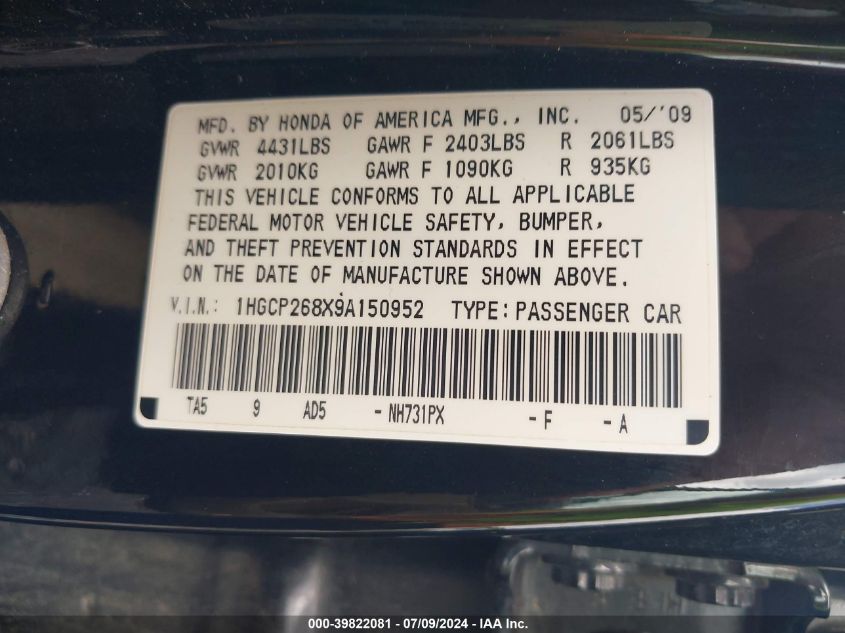 MFD. BY HONDA OF AMERICA MFG., INC. 05/'09
GVWR 4431LBS GAWR F 2403LBS R 2061LBS
GVWR 2010KG GAWR F 1090KG R 935KG
THIS VEHICLE CONFORMS TO ALL APPLICABLE
FEDERAL MOTOR VEHICLE SAFETY, BUMPER,
AND THEFT PREVENTION STANDARDS IN EFFECT
ON THE DATE OF MANUFACTURE SHOWN ABOVE.
V.I.N.: 1HGCP268X9A150952 TYPE: PASSENGER CAR
TA5 9 AD5 - NH731PX - F - A
000-39822081 - 07/09/2024 - IAA Inc.